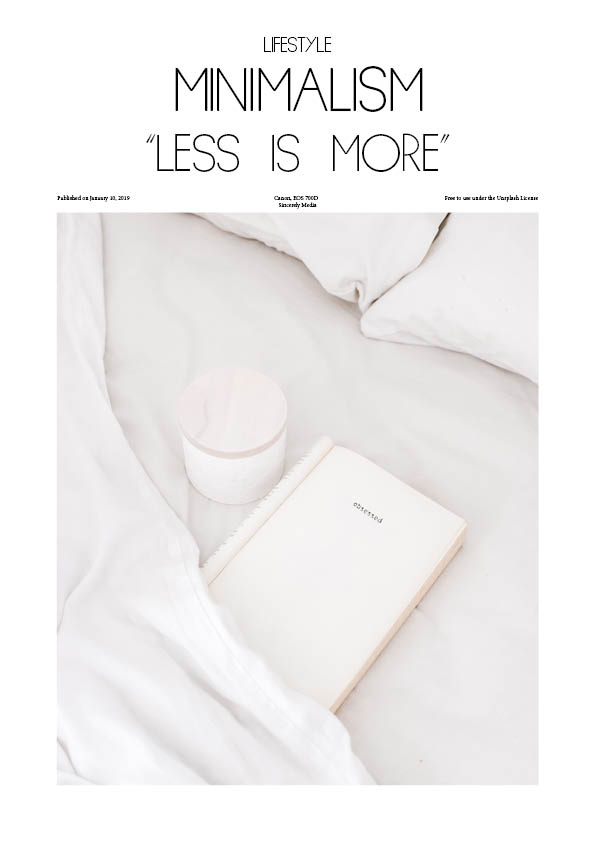 LIFESTYLE
MINIMALISM
“LESS IS MORE”
Published on January 10, 2019
Canon, EOS 700D
Sincerely Media
Free to use under the Unsplash License
obsessed